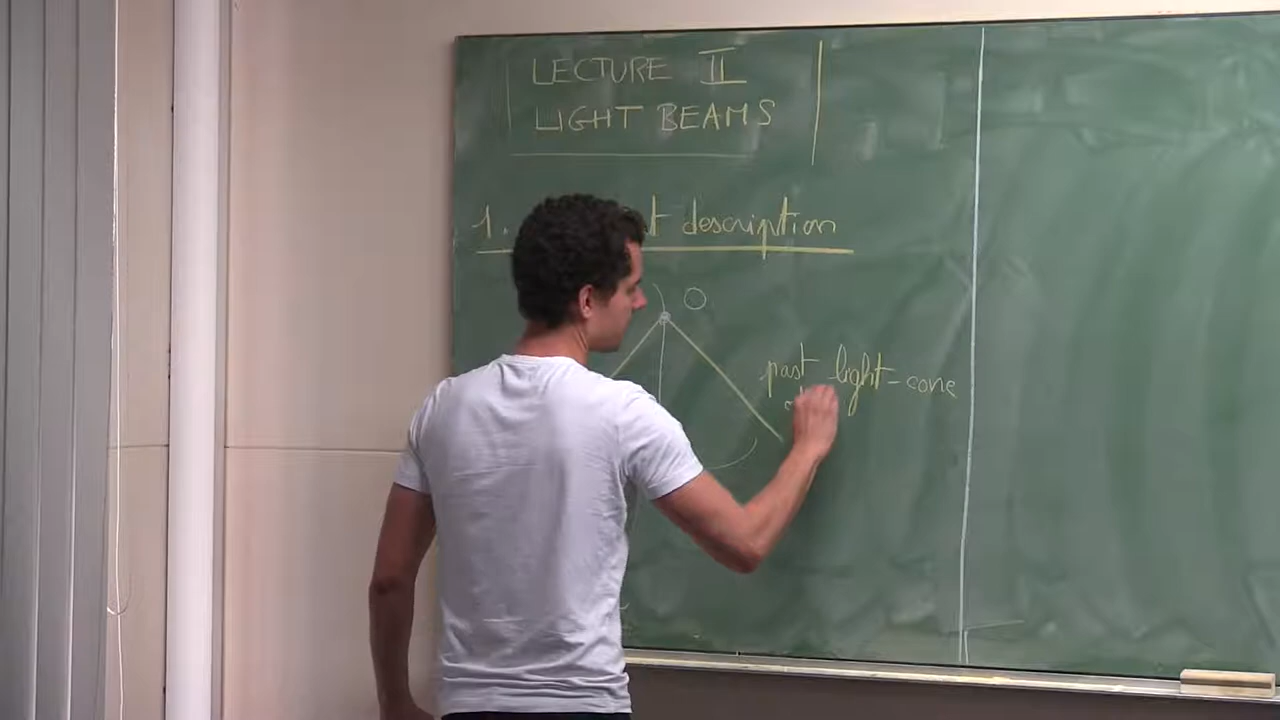 LECTURE II
LIGHT BEAMS
1. description
O
past light-cone